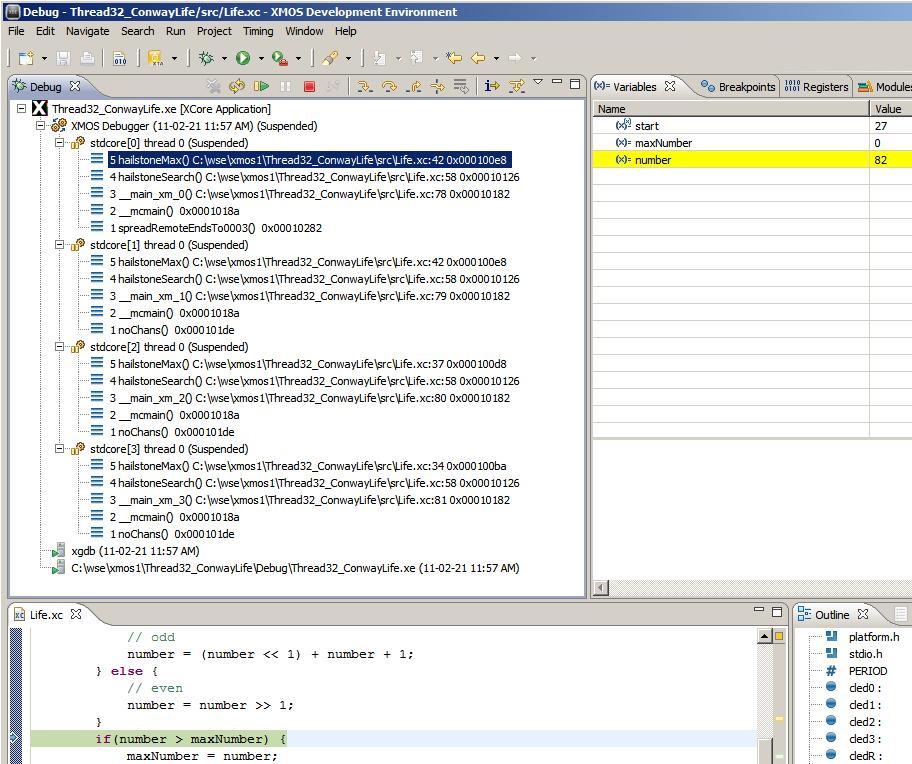 Debug - Thread32_ConwayLife/src/Life.xc - XMOS Development Environment
File Edit Navigate Search Run Project Timing Window Help
Debug
Thread32_ConwayLife.xe [XCore Application]
XMOS Debugger (11-02-21 11:57 AM) (Suspended)
stdcore[0] thread 0 (Suspended)
5 hailstoneMax() C:\wse\xmos1\Thread32_ConwayLife\src\Life.xc:42 0x000100e8
4 hailstoneSearch() C:\wse\xmos1\Thread32_ConwayLife\src\Life.xc:58 0x00010126
3 __main_xm_0() C:\wse\xmos1\Thread32_ConwayLife\src\Life.xc:78 0x00010182
2 __mcmain() 0x0001018a
1 spreadRemoteEndsTo0003() 0x00010282
stdcore[1] thread 0 (Suspended)
5 hailstoneMax() C:\wse\xmos1\Thread32_ConwayLife\src\Life.xc:42 0x000100e8
4 hailstoneSearch() C:\wse\xmos1\Thread32_ConwayLife\src\Life.xc:58 0x00010126
3 __main_xm_1() C:\wse\xmos1\Thread32_ConwayLife\src\Life.xc:79 0x00010182
2 __mcmain() 0x0001018a
1 noChans() 0x000101de
stdcore[2] thread 0 (Suspended)
5 hailstoneMax() C:\wse\xmos1\Thread32_ConwayLife\src\Life.xc:37 0x000100d8
4 hailstoneSearch() C:\wse\xmos1\Thread32_ConwayLife\src\Life.xc:58 0x00010126
3 __main_xm_2() C:\wse\xmos1\Thread32_ConwayLife\src\Life.xc:80 0x00010182
2 __mcmain() 0x0001018a
1 noChans() 0x000101de
stdcore[3] thread 0 (Suspended)
5 hailstoneMax() C:\wse\xmos1\Thread32_ConwayLife\src\Life.xc:34 0x000100ba
4 hailstoneSearch() C:\wse\xmos1\Thread32_ConwayLife\src\Life.xc:58 0x00010126
3 __main_xm_3() C:\wse\xmos1\Thread32_ConwayLife\src\Life.xc:81 0x00010182
2 __mcmain() 0x0001018a
1 noChans() 0x000101de
xgdb (11-02-21 11:57 AM)
C:\wse\xmos1\Thread32_ConwayLife\Debug\Thread32_ConwayLife.xe (11-02-21 11:57 AM)
(x)= Variables Breakpoints 1010 0101 Registers Modules
Name Value
(x)= start 27
(x)= maxNumber 0
(x)= number 82
Life.xc
// odd
number = (number << 1) + number + 1;
} else {
// even
number = number >> 1;
}
if(number > maxNumber) {
maxNumber = number;
Outline
platform.h
stdio.h
# PERIOD
cled0 :
cled1 :
cled2 :
cled3 :
cledR :